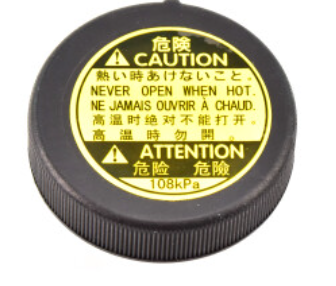 危険
⚠ CAUTION
熱い時あけないこと。
NEVER OPEN WHEN HOT.
NE JAMAIS OUVRIR À CHAUD.
高温时绝对不能打开。
高温時勿開。
⚠ ATTENTION
危险 危險
108kPa